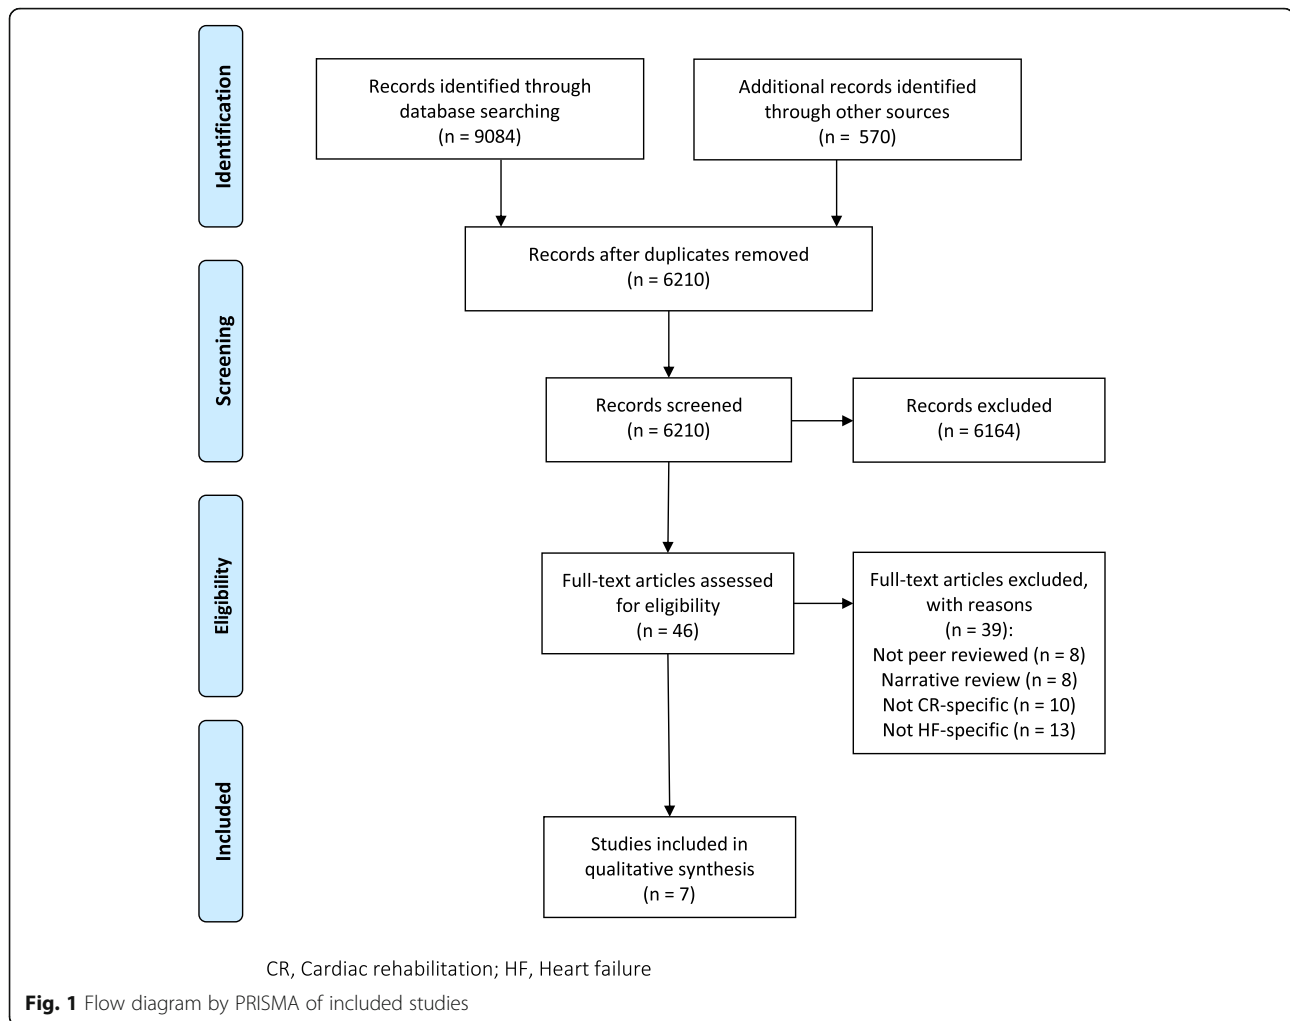 Identification
Records identified through
database searching
(n = 9084)
Additional records identified
through other sources
(n =  570)
Records after duplicates removed
(n = 6210)
Screening
Records screened
(n = 6210)
Records excluded
(n = 6164)
Eligibility
Full-text articles assessed
for eligibility
(n = 46)
Full-text articles excluded,
with reasons
(n = 39):
Not peer reviewed (n = 8)
Narrative review (n = 8)
Not CR-specific (n = 10)
Not HF-specific (n = 13)
Included
Studies included in
qualitative synthesis
(n = 7)
CR, Cardiac rehabilitation; HF, Heart failure
Fig. 1 Flow diagram by PRISMA of included studies